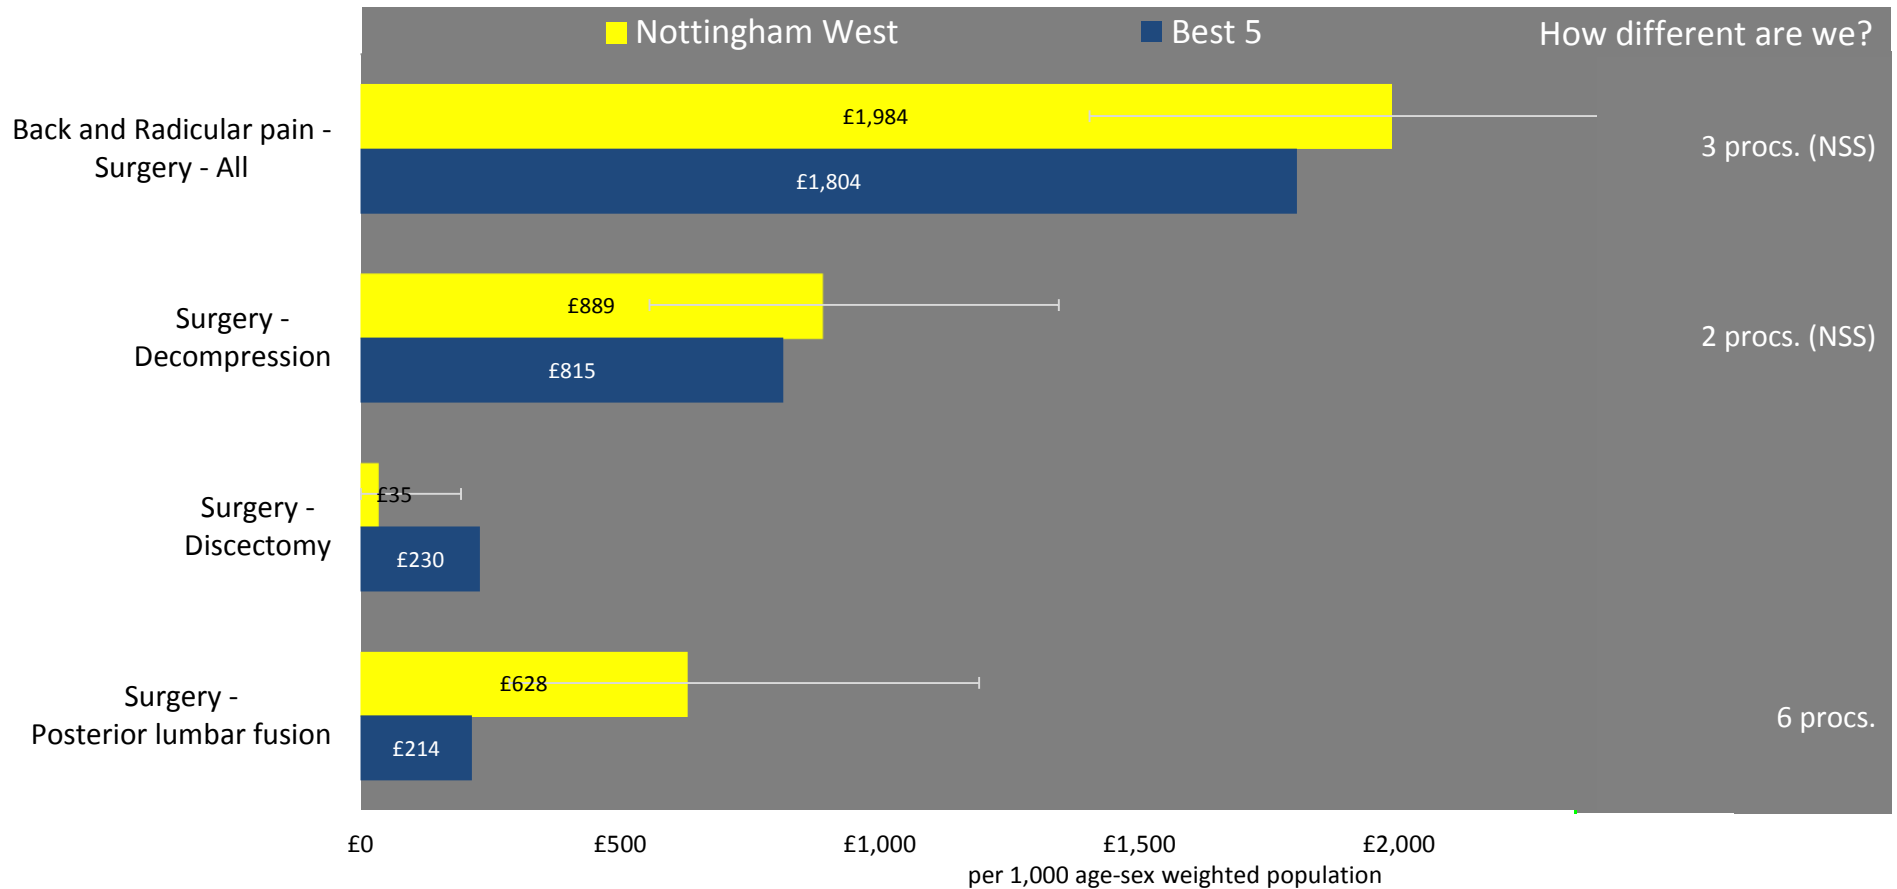 Nottingham West
Best 5
How different are we?
Back and Radicular pain -
Surgery - All
£1,984
£1,804
3 procs. (NSS)
Surgery -
Decompression
£889
£815
2 procs. (NSS)
Surgery -
Discectomy
£35
£230
Surgery -
Posterior lumbar fusion
£628
£214
6 procs.
£0
£500
£1,000
£1,500
£2,000
per 1,000 age-sex weighted population